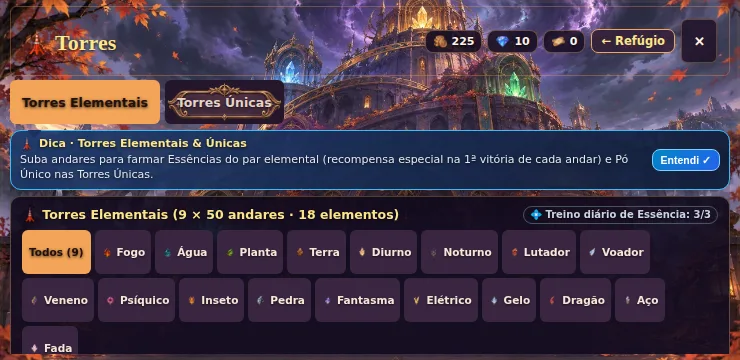 Torres
225
10
0
← Refúgio
✕
Torres Elementais
Torres Únicas
Dica · Torres Elementais & Únicas
Suba andares para farmar Essências do par elemental (recompensa especial na 1ª vitória de cada andar) e Pó
Único nas Torres Únicas.
Entendi ✓
Torres Elementais (9 × 50 andares · 18 elementos)
Treino diário de Essência: 3/3
Todos (9)
Fogo
Água
Planta
Terra
Diurno
Noturno
Lutador
Voador
Veneno
Psíquico
Inseto
Pedra
Fantasma
Elétrico
Gelo
Dragão
Aço
Fada